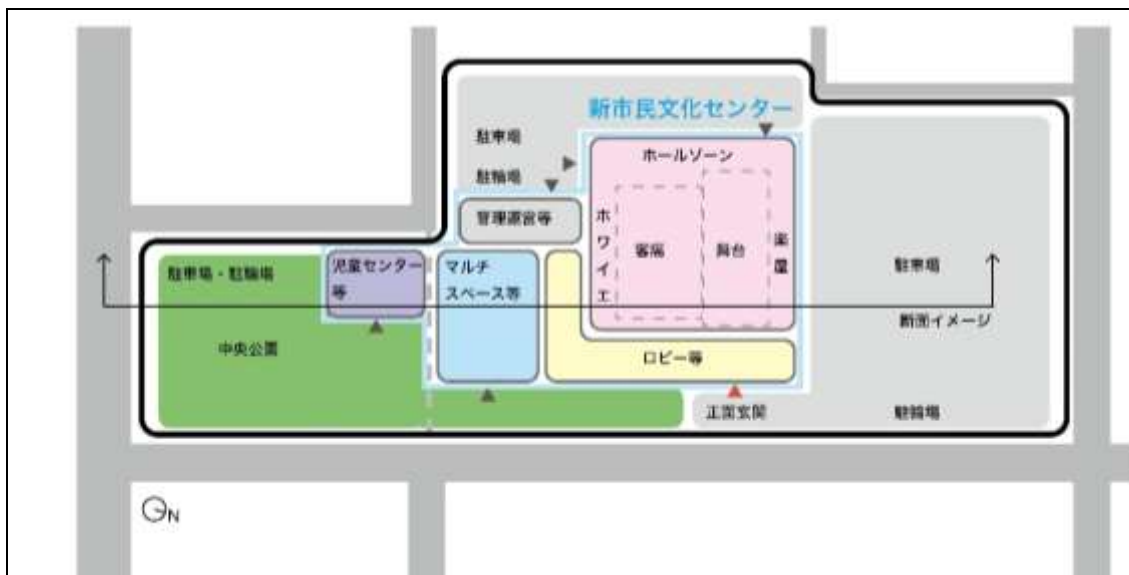 新市民文化センター
駐車場
ホールゾーン
駐輪場
管理運営等
ホワイエ
客席
舞台
楽屋
児童センター
等
マルチ
スペース等
駐車場・駐輪場
駐車場
断面イメージ
中央公園
ロビー等
正面玄関
駐輪場
N